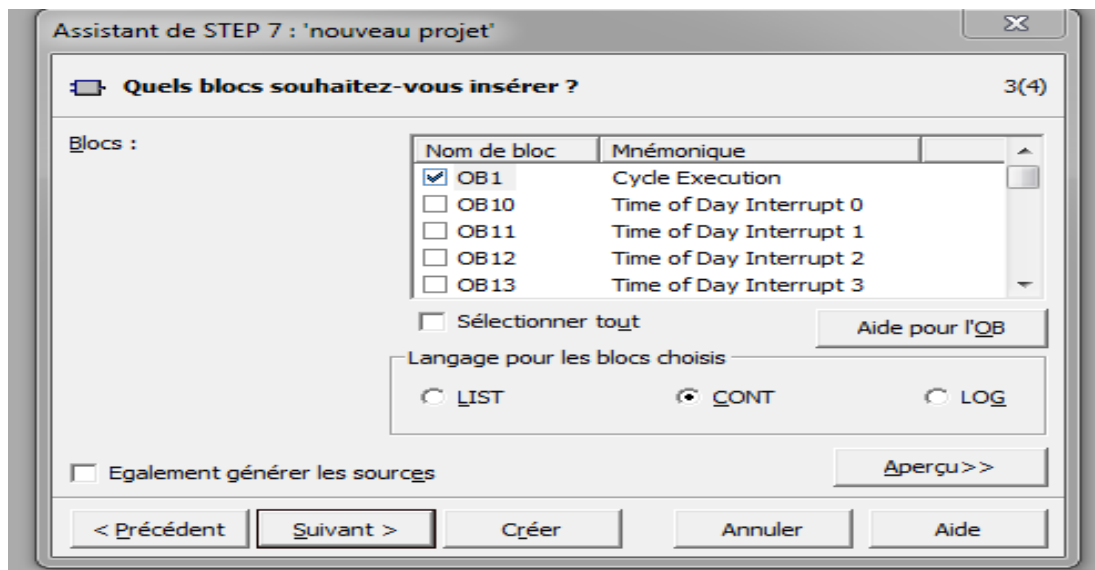 Assistant de STEP 7 : 'nouveau projet'
Quels blocs souhaitez-vous insérer ? 3(4)
Blocs :
Nom de bloc Mnémonique
OB1 Cycle Execution
OB10 Time of Day Interrupt 0
OB11 Time of Day Interrupt 1
OB12 Time of Day Interrupt 2
OB13 Time of Day Interrupt 3
Sélectionner tout
Aide pour l'OB
Langage pour les blocs choisis
LIST CONT LOG
Egalement générer les sources
Aperçu>>
< Précédent Suivant > Créer Annuler Aide